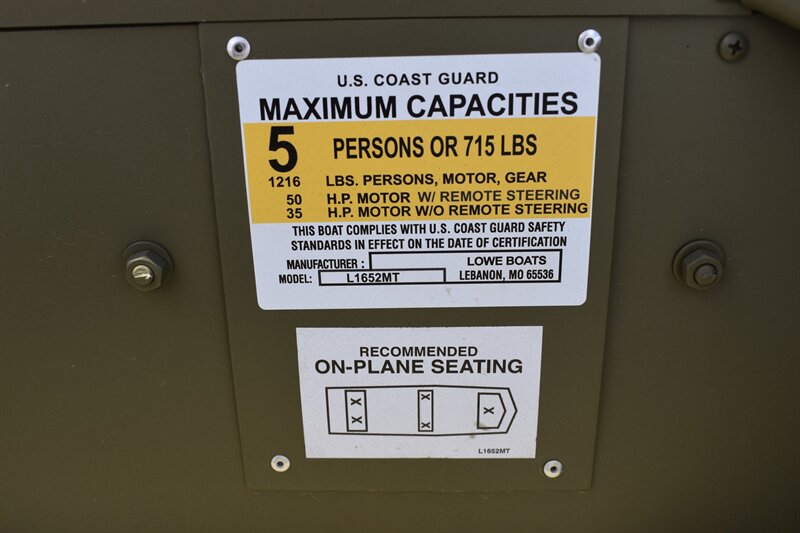 U.S. COAST GUARD
MAXIMUM CAPACITIES
5 PERSONS OR 715 LBS
1216 LBS. PERSONS, MOTOR, GEAR
50 H.P. MOTOR W/ REMOTE STEERING
35 H.P. MOTOR W/O REMOTE STEERING
THIS BOAT COMPLIES WITH U.S. COAST GUARD SAFETY
STANDARDS IN EFFECT ON THE DATE OF CERTIFICATION
MANUFACTURER : LOWE BOATS
MODEL: L1652MT LEBANON, MO 65536
RECOMMENDED
ON-PLANE SEATING
X X X
X X
L1652MT